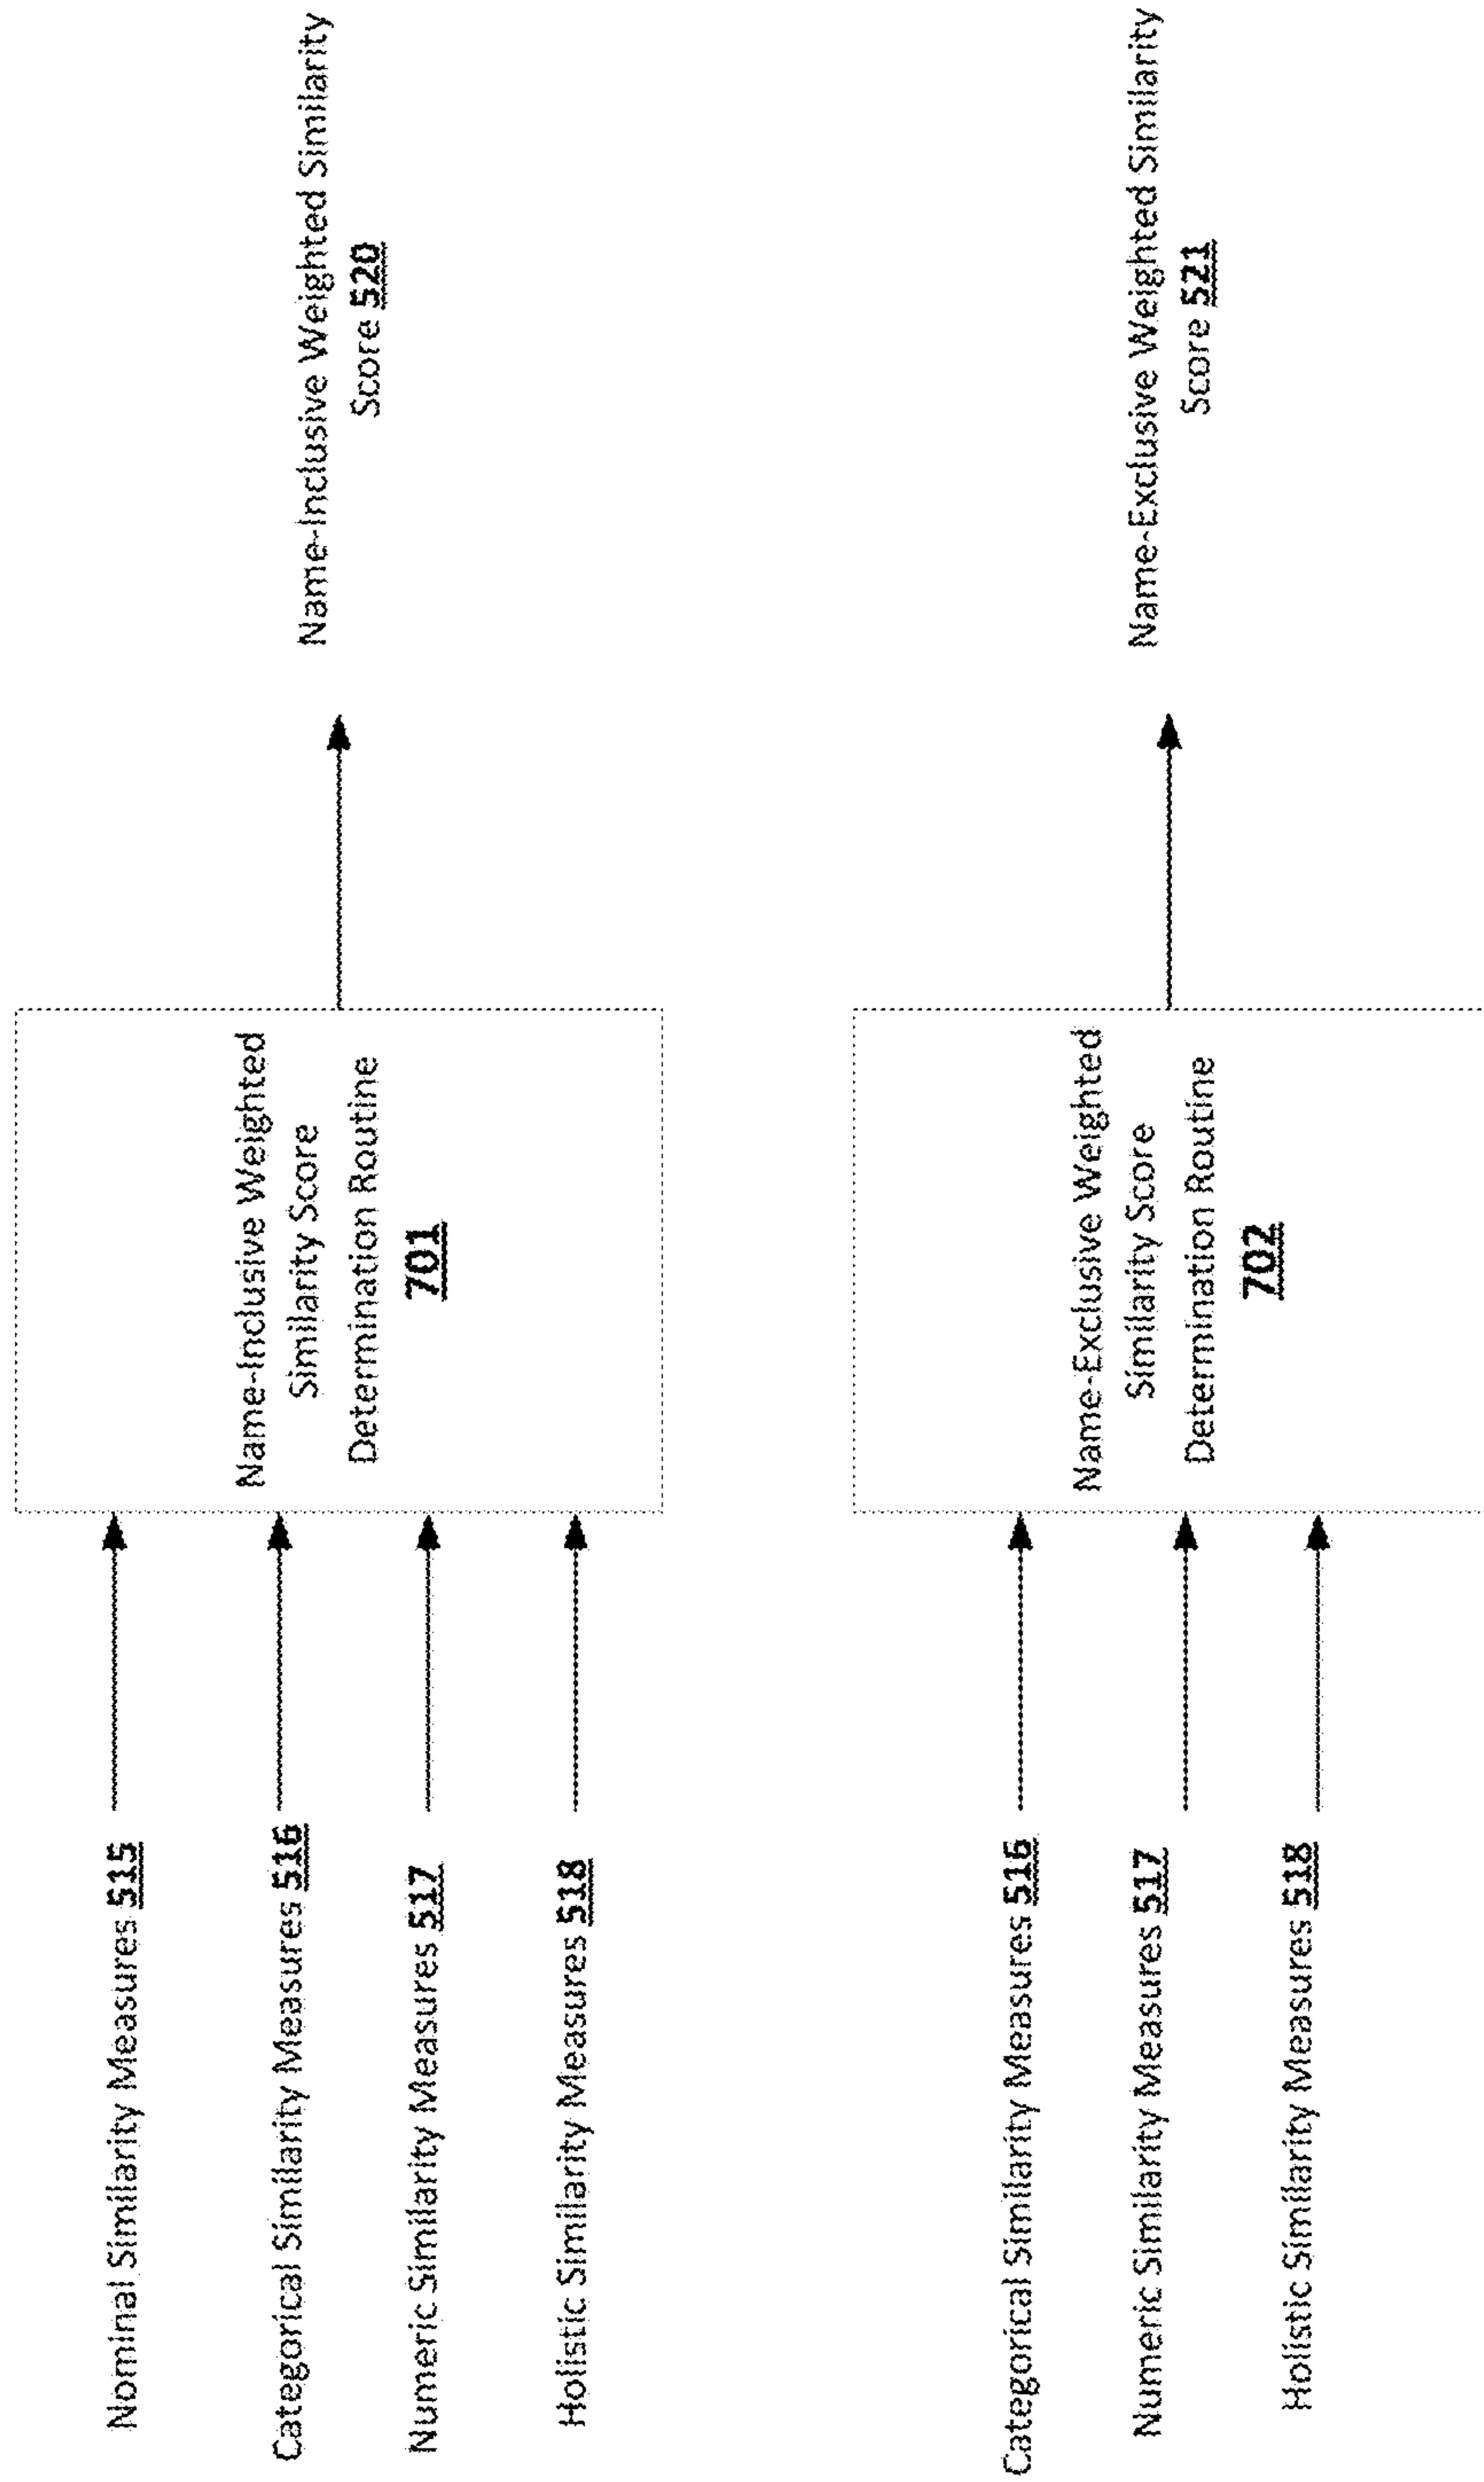 Nominal Similarity Measures 515
Categorical Similarity Measures 516
Numeric Similarity Measures 517
Holistic Similarity Measures 518
Name-Inclusive Weighted
Similarity Score
Determination Routine
701
Name-Inclusive Weighted Similarity
Score 520
Categorical Similarity Measures 516
Numeric Similarity Measures 517
Holistic Similarity Measures 518
Name-Exclusive Weighted
Similarity Score
Determination Routine
702
Name-Exclusive Weighted Similarity
Score 521